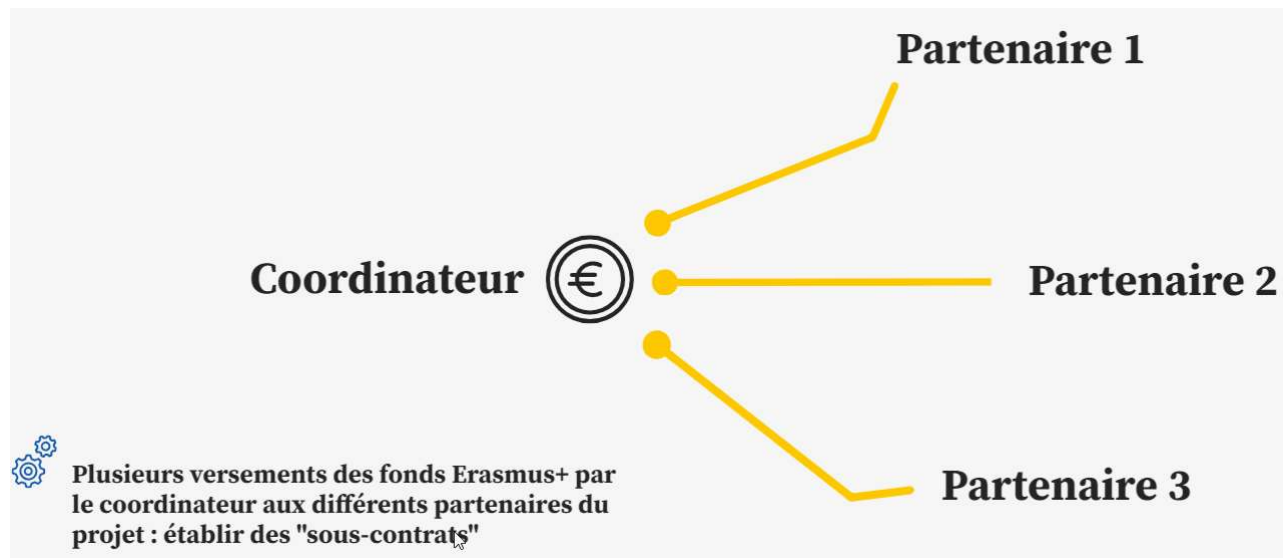 Partenaire 1
Coordinateur €
Partenaire 2
Partenaire 3
Plusieurs versements des fonds Erasmus+ par
le coordinateur aux différents partenaires du
projet : établir des "sous-contrats"